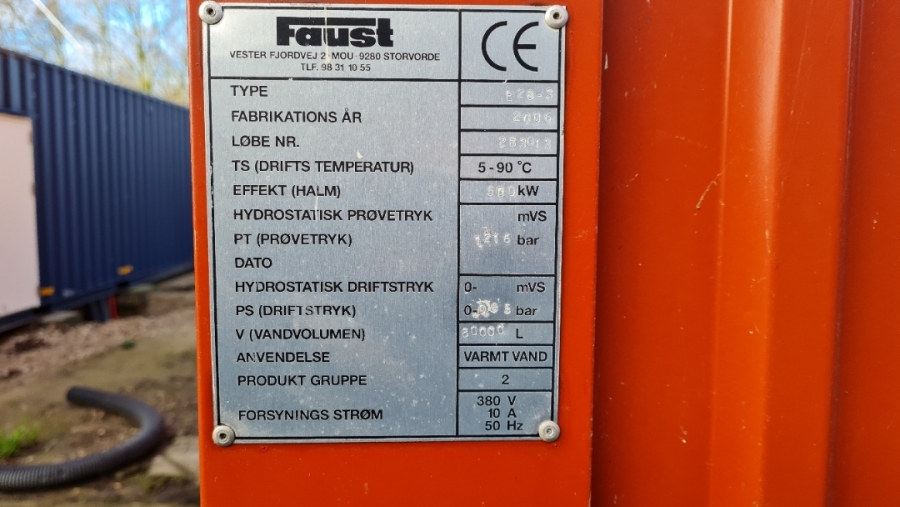 Faust
VESTER FJORDVEJ 2 · MOU · 9280 STORVORDE
TLF. 98 31 10 55
CE
TYPE
FABRIKATIONS ÅR 2006
LØBE NR.
TS (DRIFTS TEMPERATUR) 5 - 90 °C
EFFEKT (HALM) kW
HYDROSTATISK PRØVETRYK mVS
PT (PRØVETRYK) bar
DATO
HYDROSTATISK DRIFTSTRYK 0- mVS
PS (DRIFTSTRYK) 0- bar
V (VANDVOLUMEN) L
ANVENDELSE VARMT VAND
PRODUKT GRUPPE 2
FORSYNINGS STRØM 380 V
10 A
50 Hz